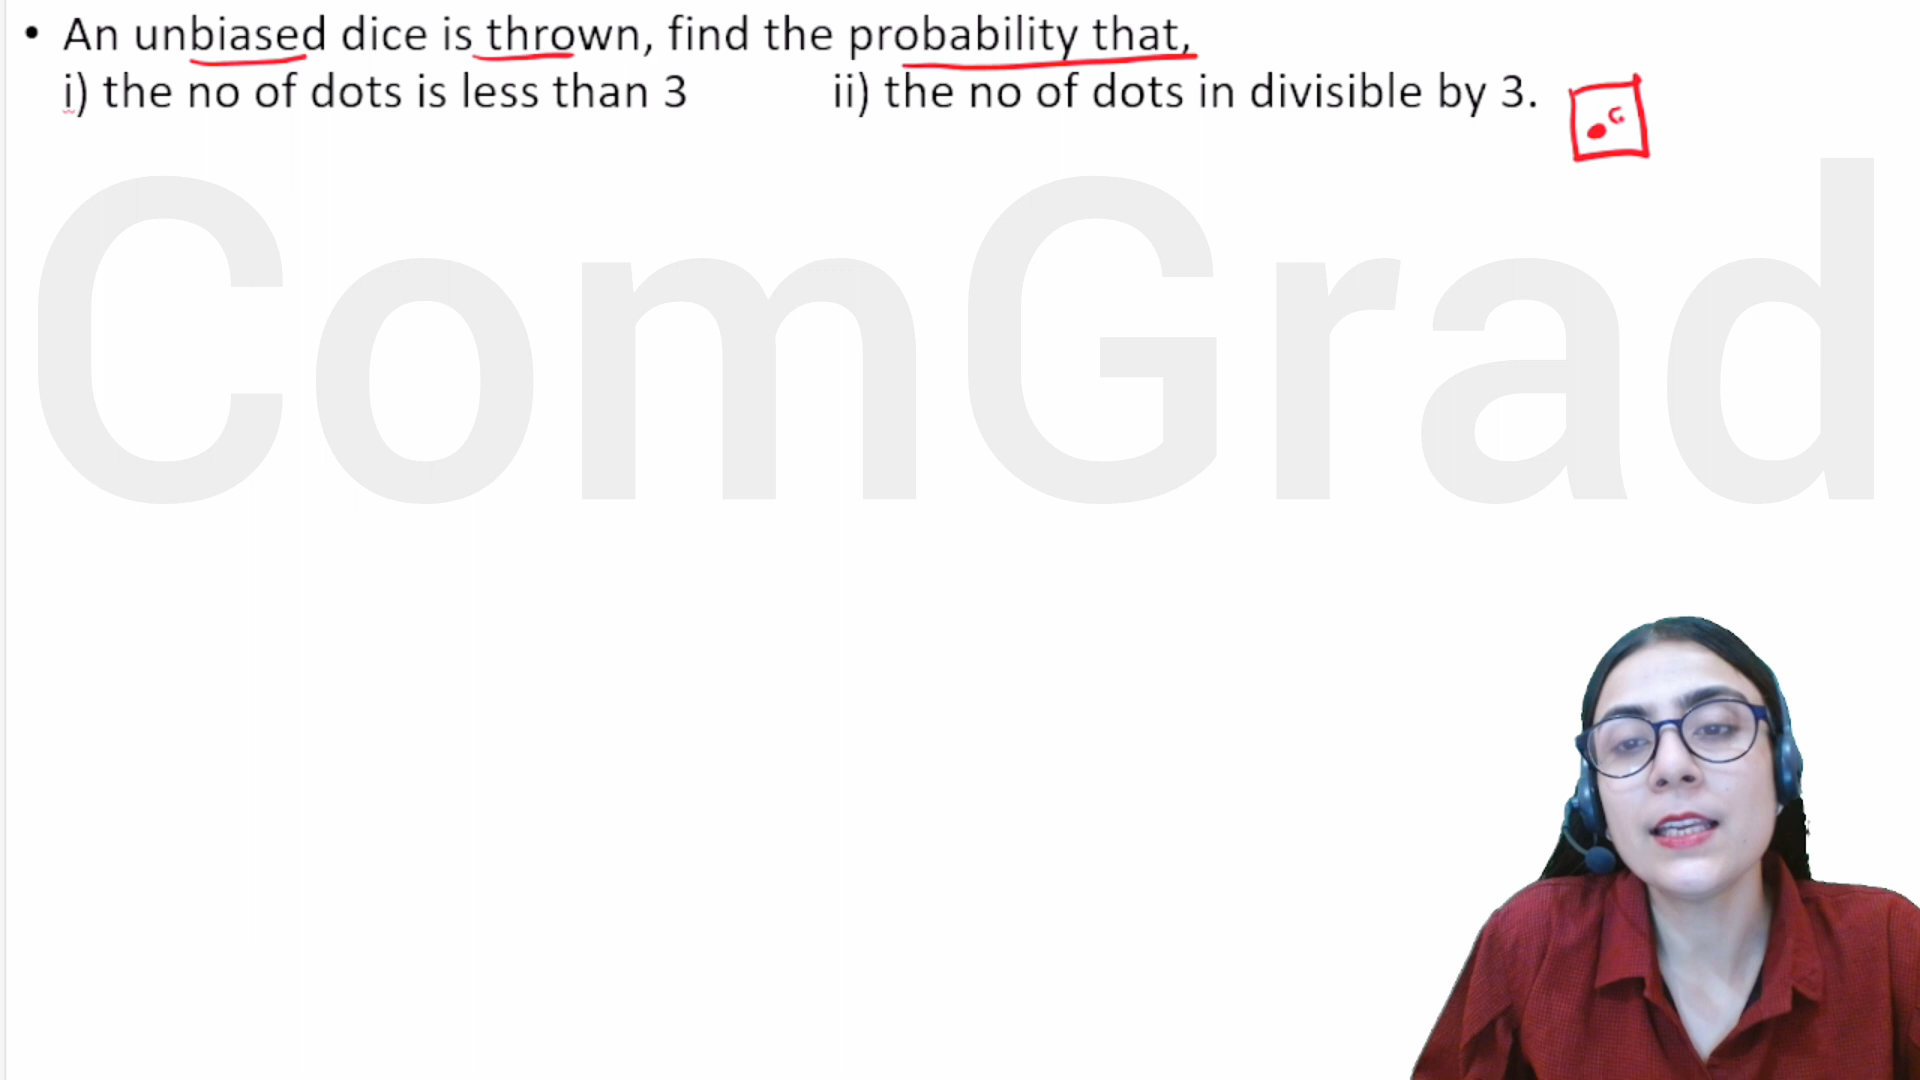 • An unbiased dice is thrown, find the probability that,
i) the no of dots is less than 3 ii) the no of dots in divisible by 3.
ComGrad